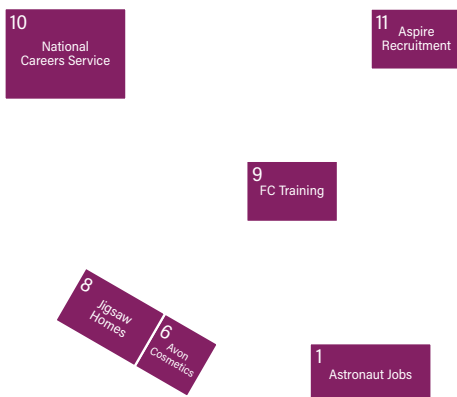 10
National
Careers Service
11
Aspire
Recruitment
9
FC Training
8
Jigsaw
Homes
6
Avon
Cosmetics
1
Astronaut Jobs